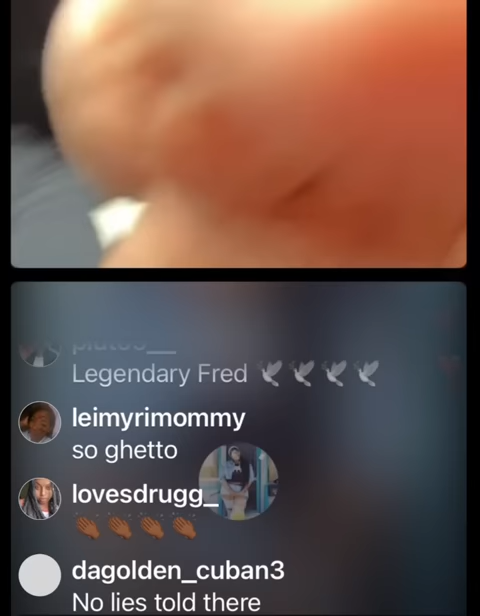 Legendary Fred 🕊 🕊 🕊 🕊
leimyrimommy
so ghetto
lovesdrugg_
👏🏾 👏🏾 👏🏾 👏🏾
dagolden_cuban3
No lies told there